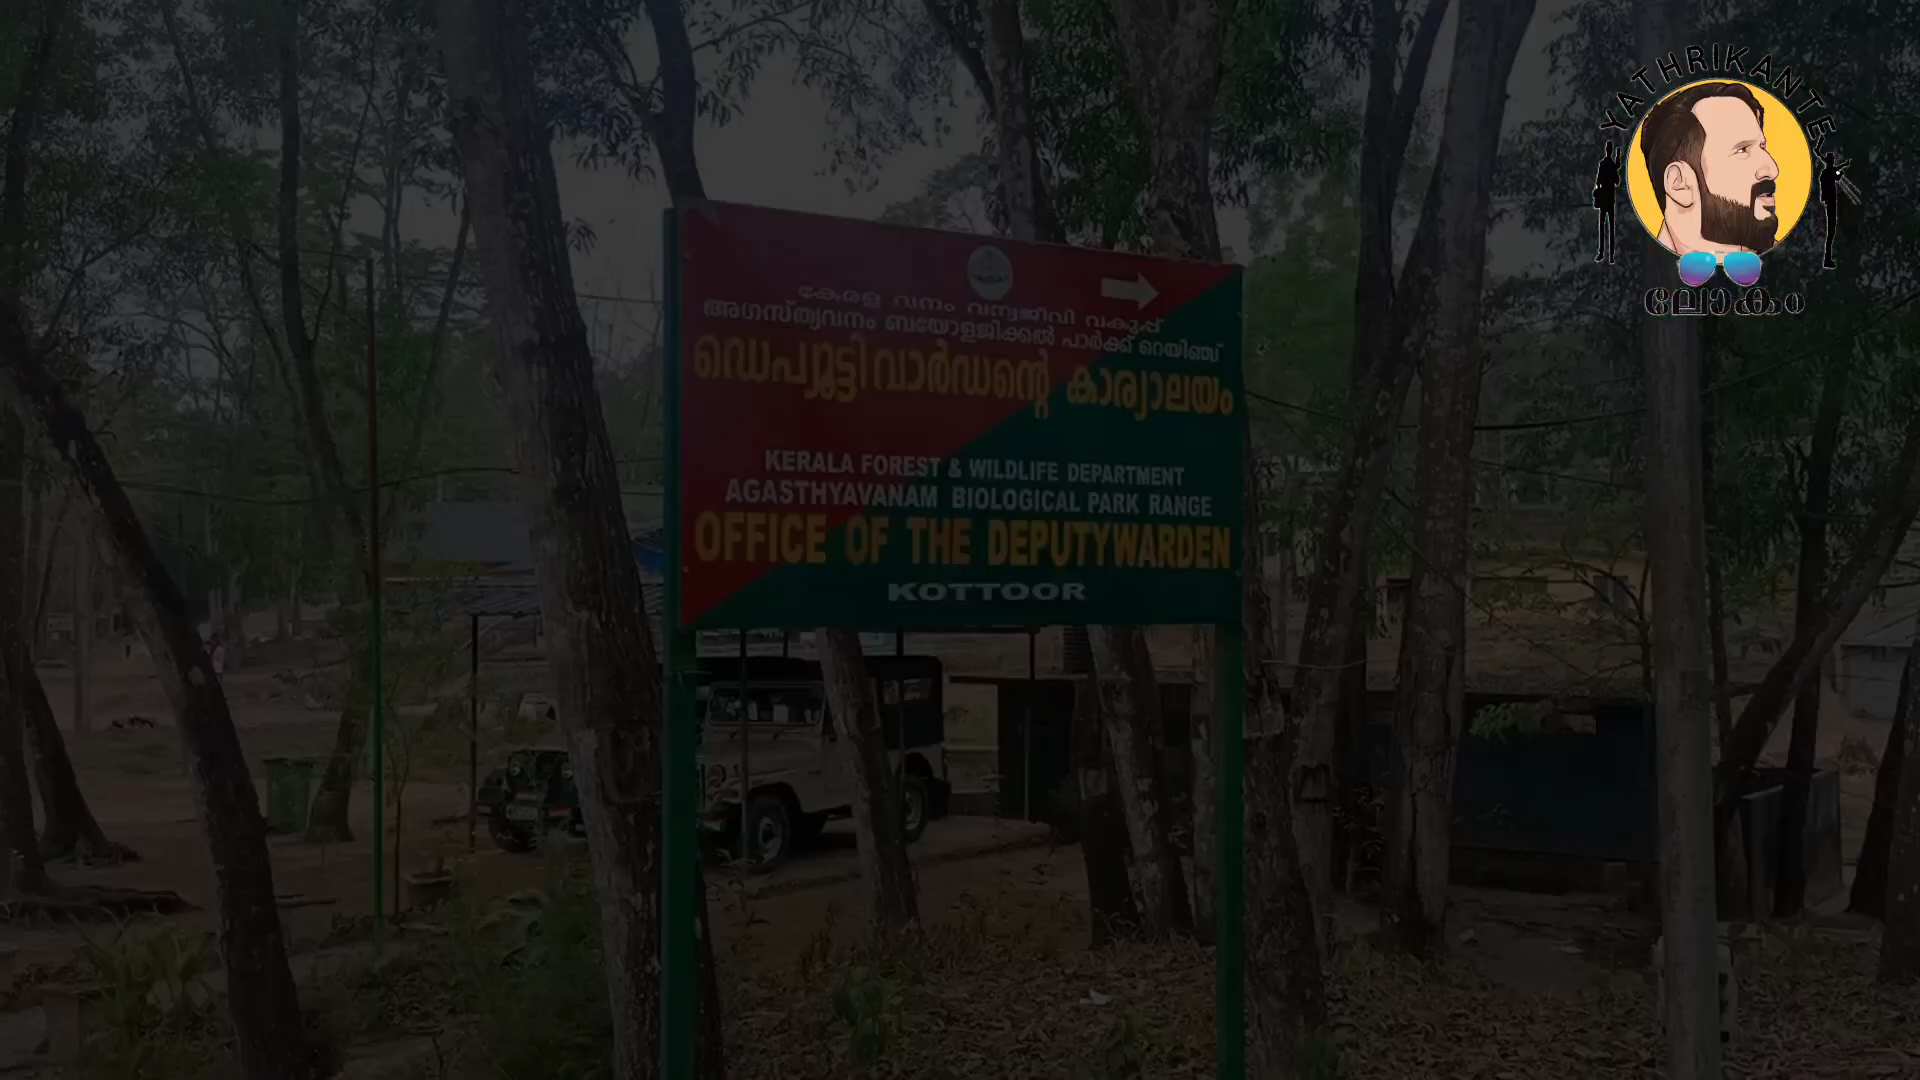 YATHRIKANTE
ലോകം
കേരള വനം വന്യജീവി വകുപ്പ്
അഗസ്ത്യവനം ബയോളജിക്കൽ പാർക്ക് റെയിഞ്ച്
ഡെപ്യൂട്ടി വാർഡന്റെ കാര്യാലയം
KERALA FOREST & WILDLIFE DEPARTMENT
AGASTHYAVANAM BIOLOGICAL PARK RANGE
OFFICE OF THE DEPUTYWARDEN
KOTTOOR